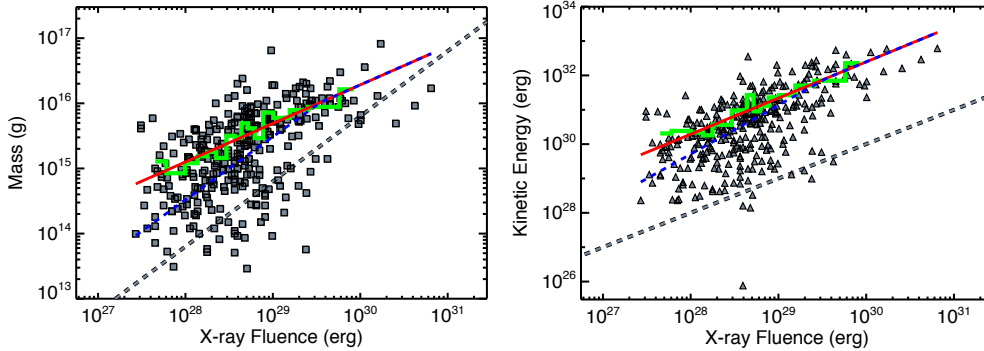 10^17
10^16
10^15
10^14
10^13
Mass (g)
10^27 10^28 10^29 10^30 10^31
X-ray Fluence (erg)
10^34
10^32
10^30
10^28
10^26
Kinetic Energy (erg)
10^27 10^28 10^29 10^30 10^31
X-ray Fluence (erg)